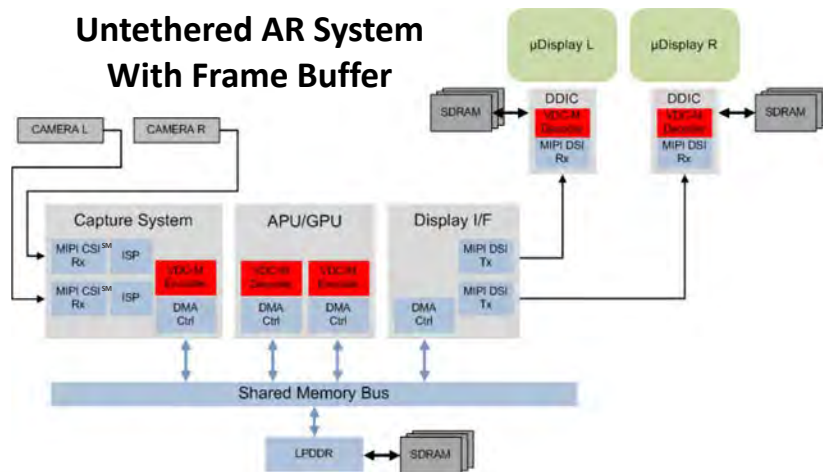 Untethered AR System
With Frame Buffer
µDisplay L
µDisplay R
SDRAM
DDIC
VDC-M
Decoder
MIPI DSI
Rx
DDIC
VDC-M
Decoder
MIPI DSI
Rx
SDRAM
CAMERA L
CAMERA R
Capture System
MIPI CSI℠
Rx
ISP
MIPI CSI℠
Rx
ISP
VDC-M
Encoder
DMA
Ctrl
APU/GPU
VDC-M
Decoder
DMA
Ctrl
VDC-M
Encoder
DMA
Ctrl
Display I/F
MIPI DSI
Tx
MIPI DSI
Tx
DMA
Ctrl
Shared Memory Bus
LPDDR
SDRAM